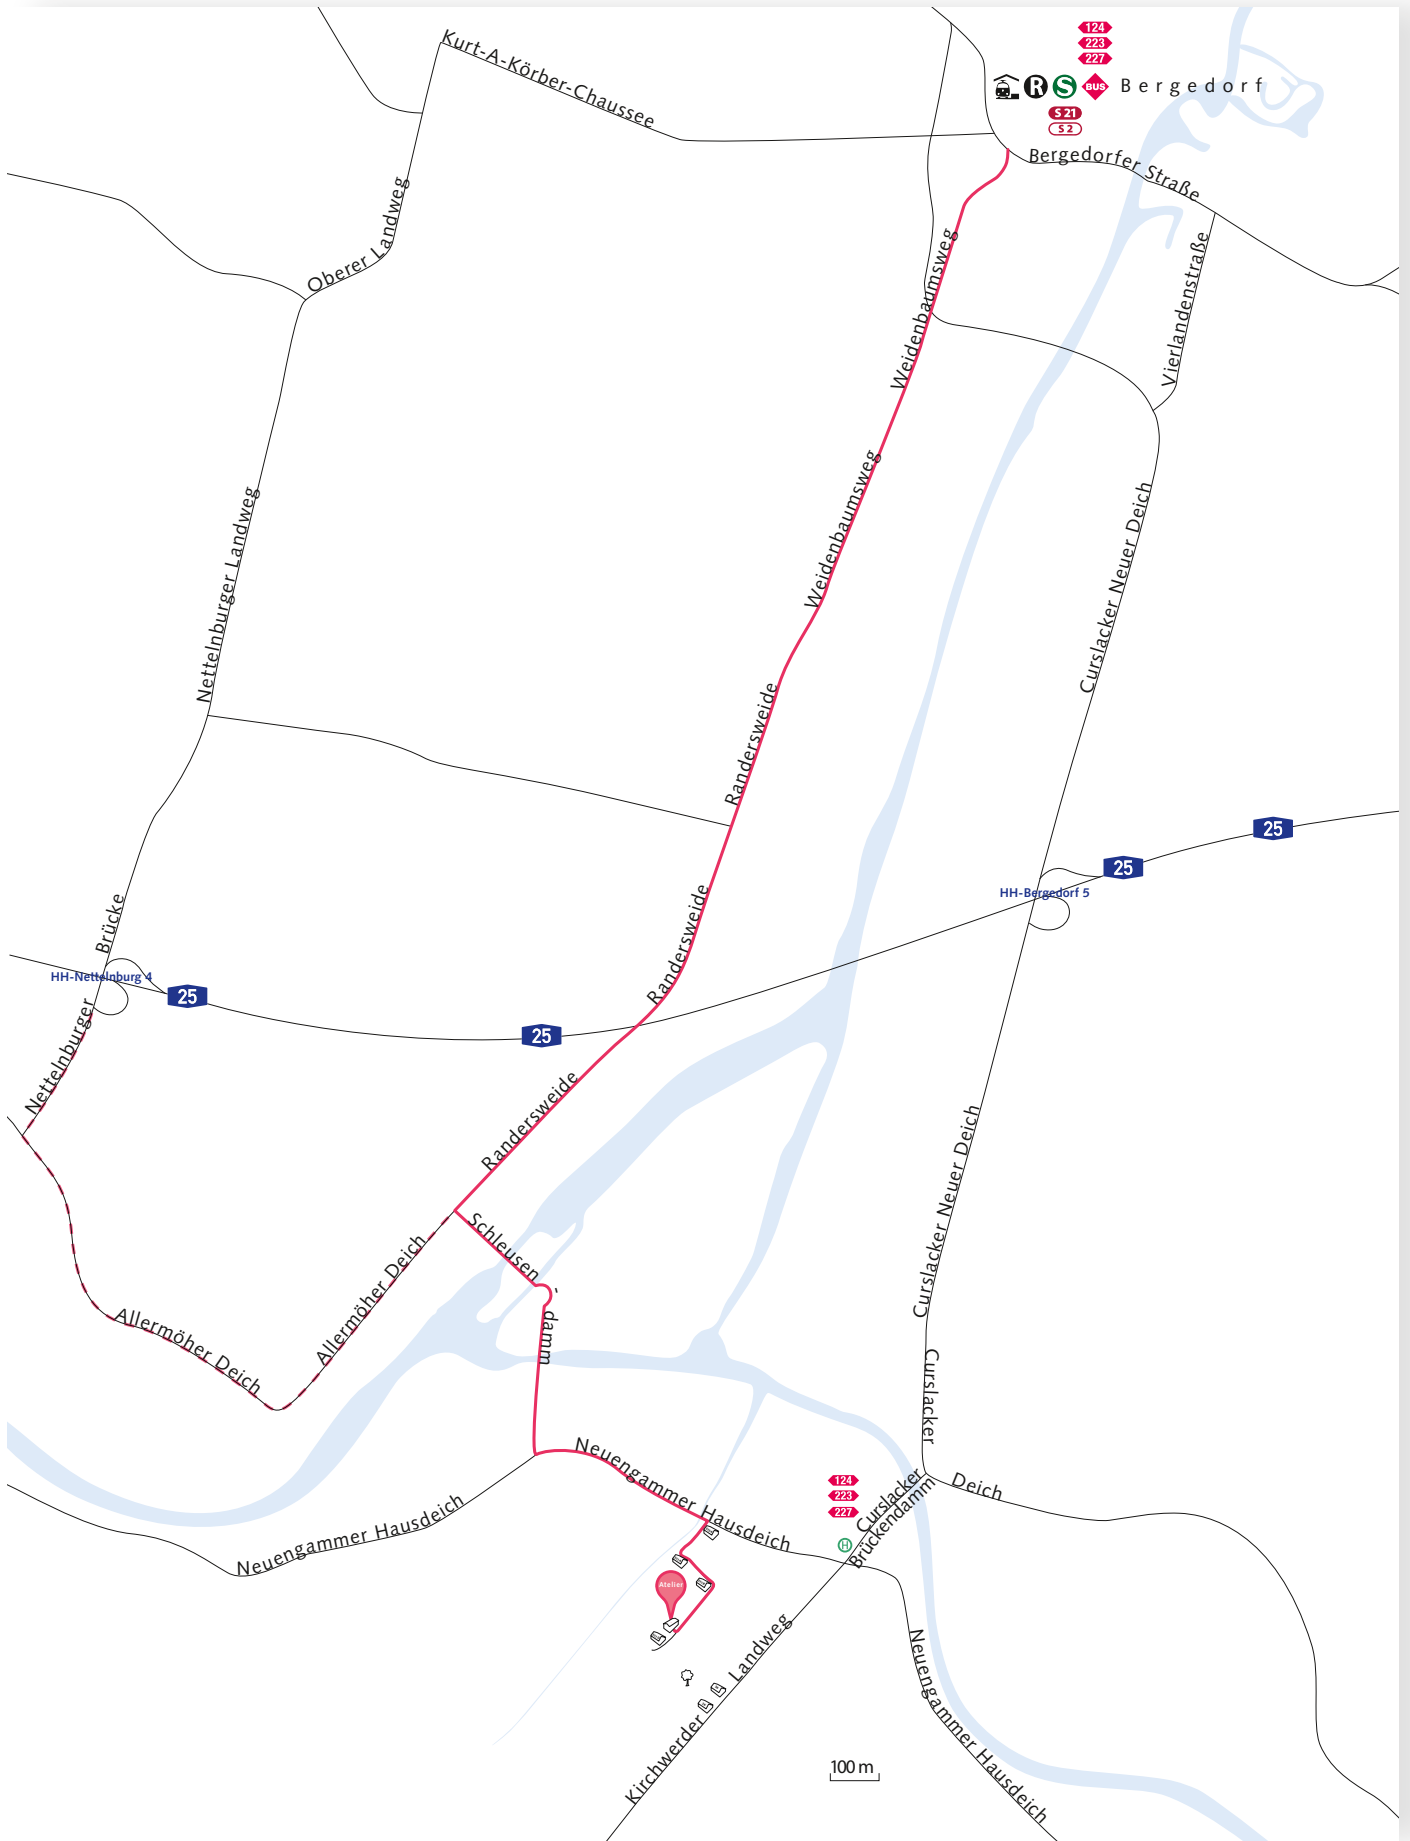 124
223
227
R S BUS Bergedorf
S 21
S 2
Kurt-A-Körber-Chaussee
Bergedorfer Straße
Oberer Landweg
Weidenbaumsweg
Vierlandenstraße
Weidenbaumsweg
Nettelnburger Landweg
Curslacker Neuer Deich
Randersweide
25
25
HH-Bergedorf 5
Brücke
Randersweide
HH-Nettelnburg 4
25
25
Nettelnburger
Randersweide
Curslacker Neuer Deich
Schleusen-
damm
Allermöher Deich
Allermöher Deich
Curslacker
Deich
Neuengammer Hausdeich
Neuengammer Hausdeich
124
223
227
H
Curslacker
Brückendamm
Atelier
Kirchwerder Landweg
Neuengammer Hausdeich
100 m